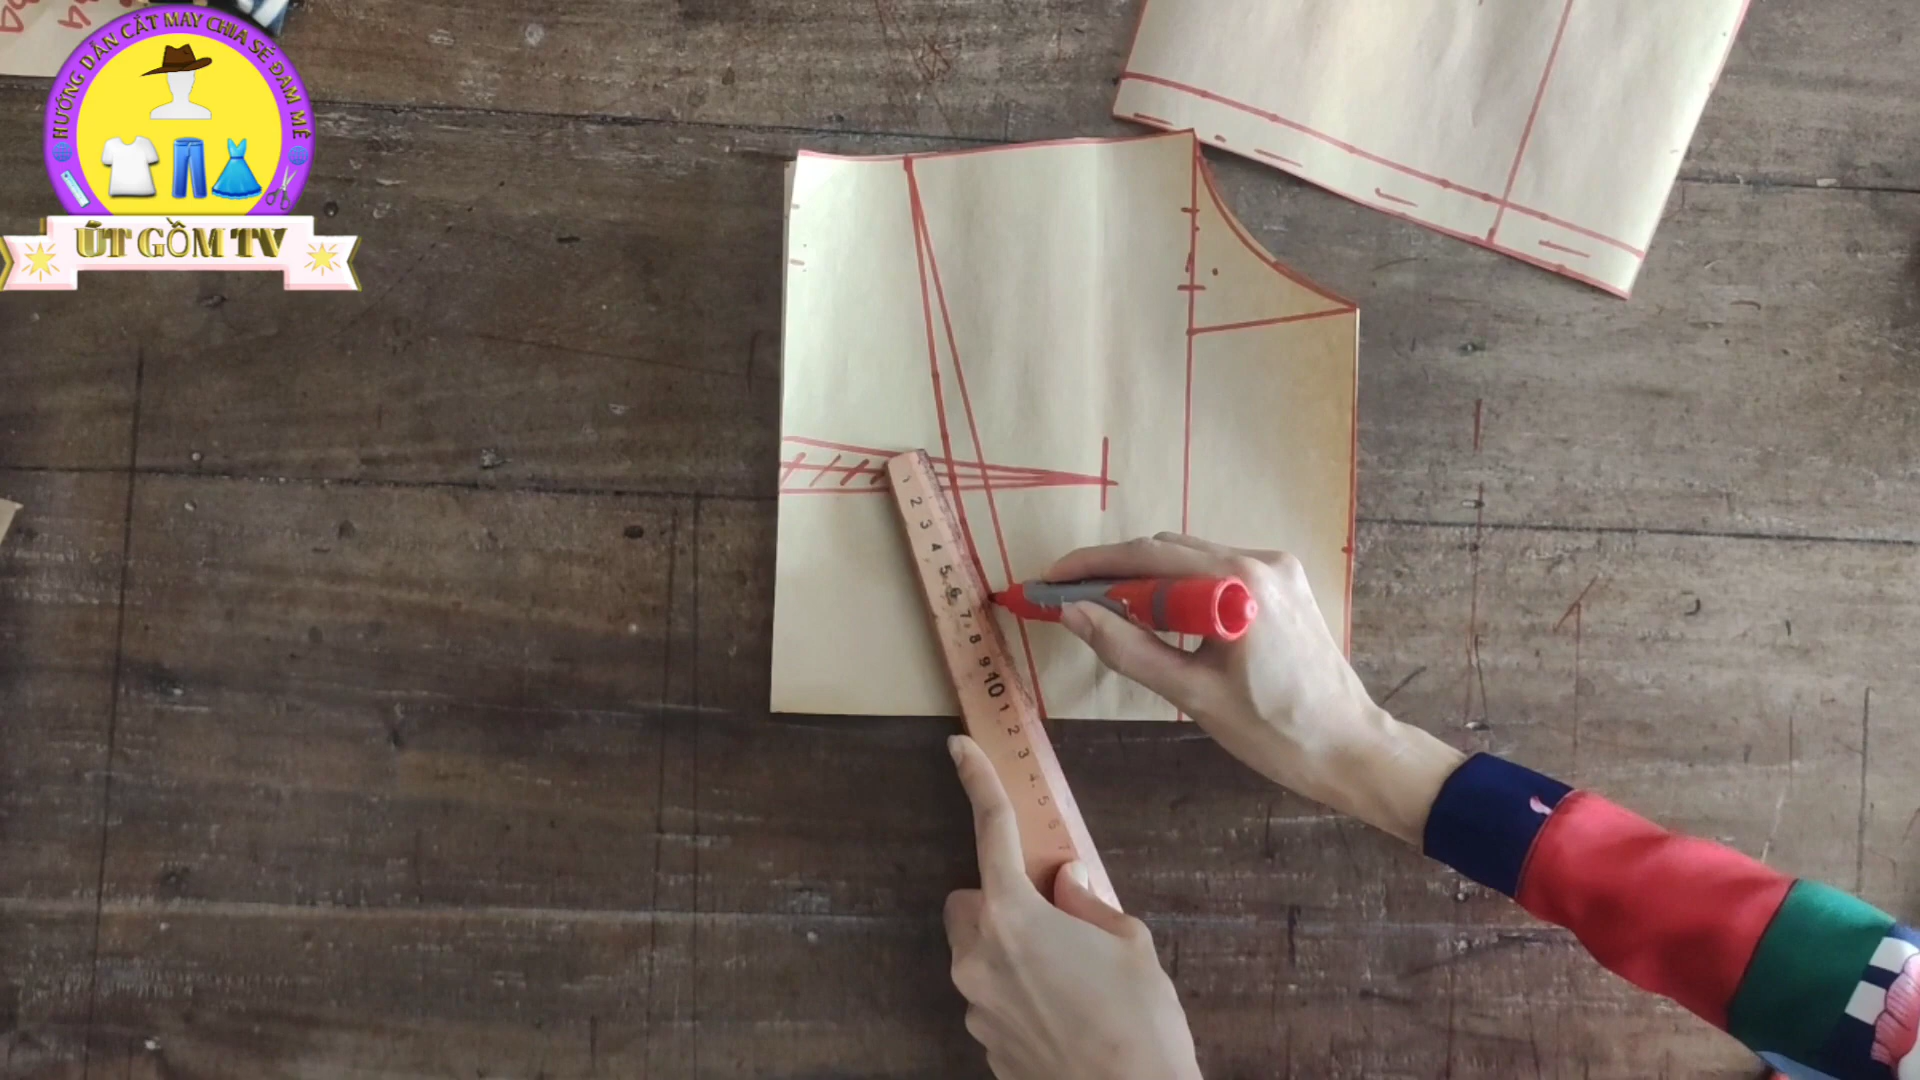 HƯỚNG DẪN CẮT MAY CHIA SẺ ĐAM MÊ
ÚT GỒM TV
1 2 3 4 5 6 7 8 9 10 1 2 3 4 5 6 7